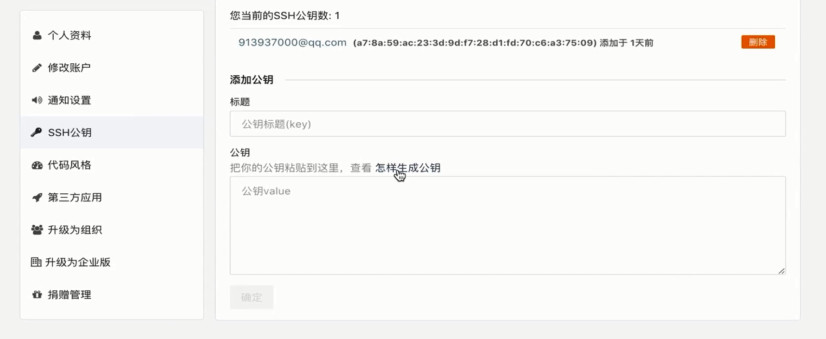 您当前的SSH公钥数: 1
913937000@qq.com (a7:8a:59:ac:23:3d:9d:f7:28:d1:fd:70:c6:a3:75:09) 添加于 1天前
删除
个人资料
修改账户
通知设置
SSH公钥
代码风格
第三方应用
升级为组织
升级为企业版
捐赠管理
添加公钥
标题
公钥标题(key)
公钥
把你的公钥粘贴到这里，查看 怎样生成公钥
公钥value
确定